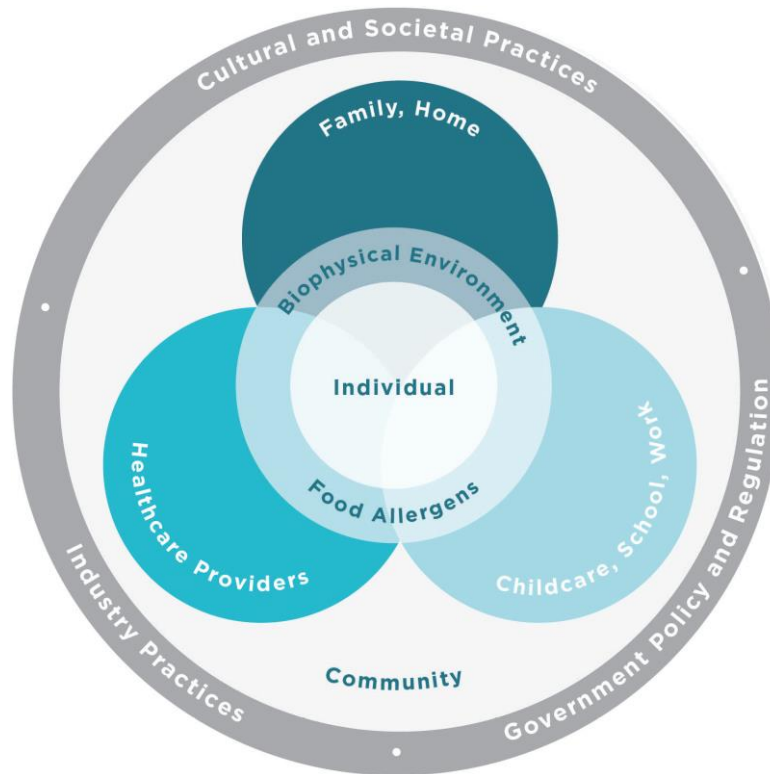 Cultural and Societal Practices
Family, Home
Biophysical Environment
Individual
Food Allergens
Healthcare Providers
Childcare, School, Work
Community
Industry Practices
Government Policy and Regulation